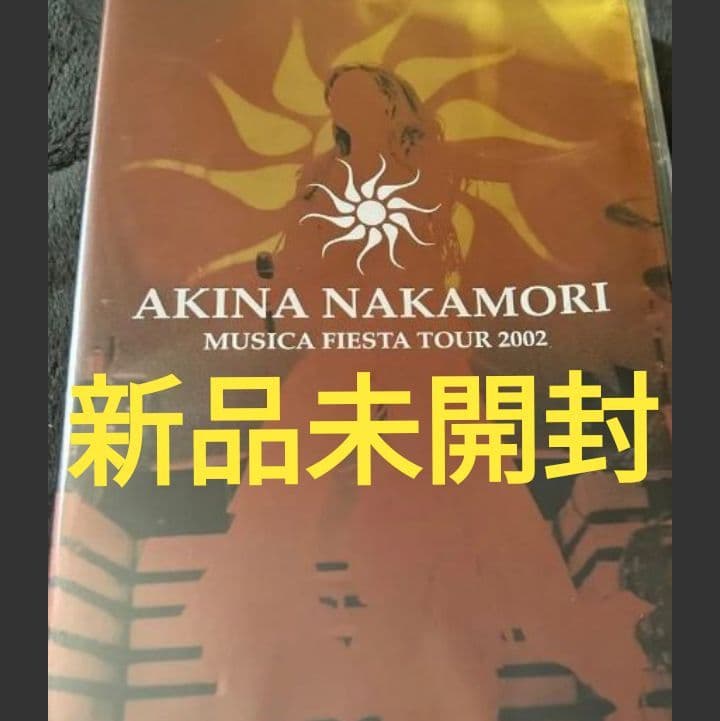 AKINA NAKAMORI
MUSICA FIESTA TOUR 2002
新品未開封